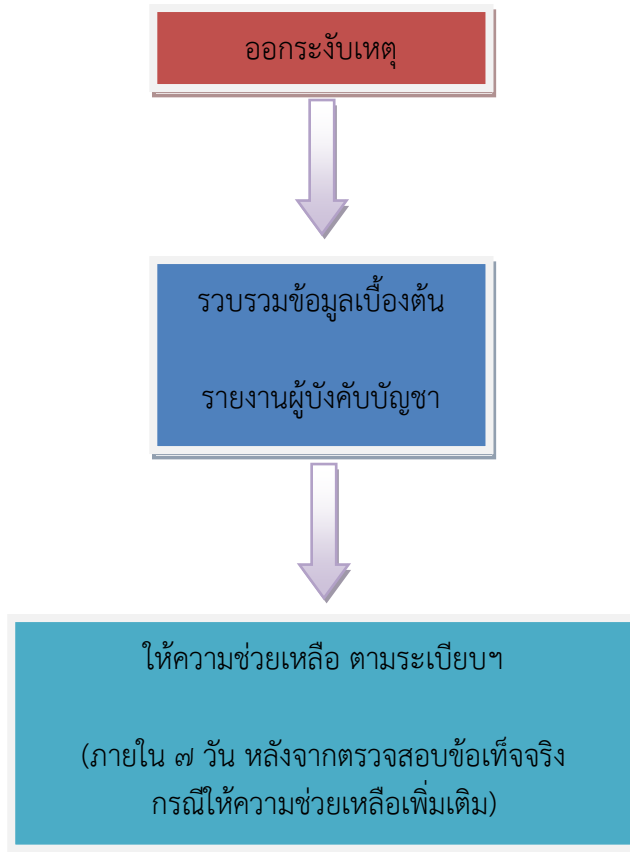 ออกระงับเหตุ
รวบรวมข้อมูลเบื้องต้น
รายงานผู้บังคับบัญชา
ให้ความช่วยเหลือ ตามระเบียบฯ
(ภายใน ๗ วัน หลังจากตรวจสอบข้อเท็จจริง
กรณีให้ความช่วยเหลือเพิ่มเติม)